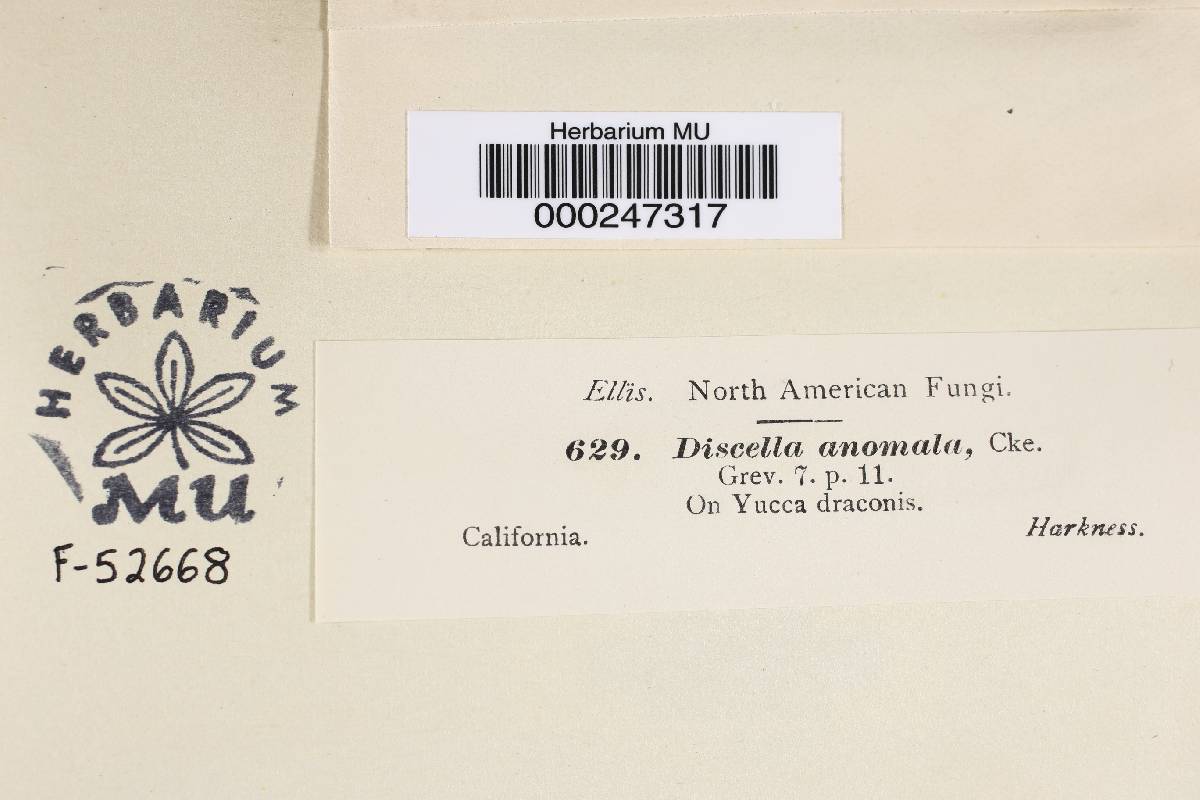 Herbarium MU
000247317
HERBARIUM
MU
F-52668
Ellis. North American Fungi.
629. Discella anomala, Cke.
Grev. 7. p. 11.
On Yucca draconis.
California. Harkness.